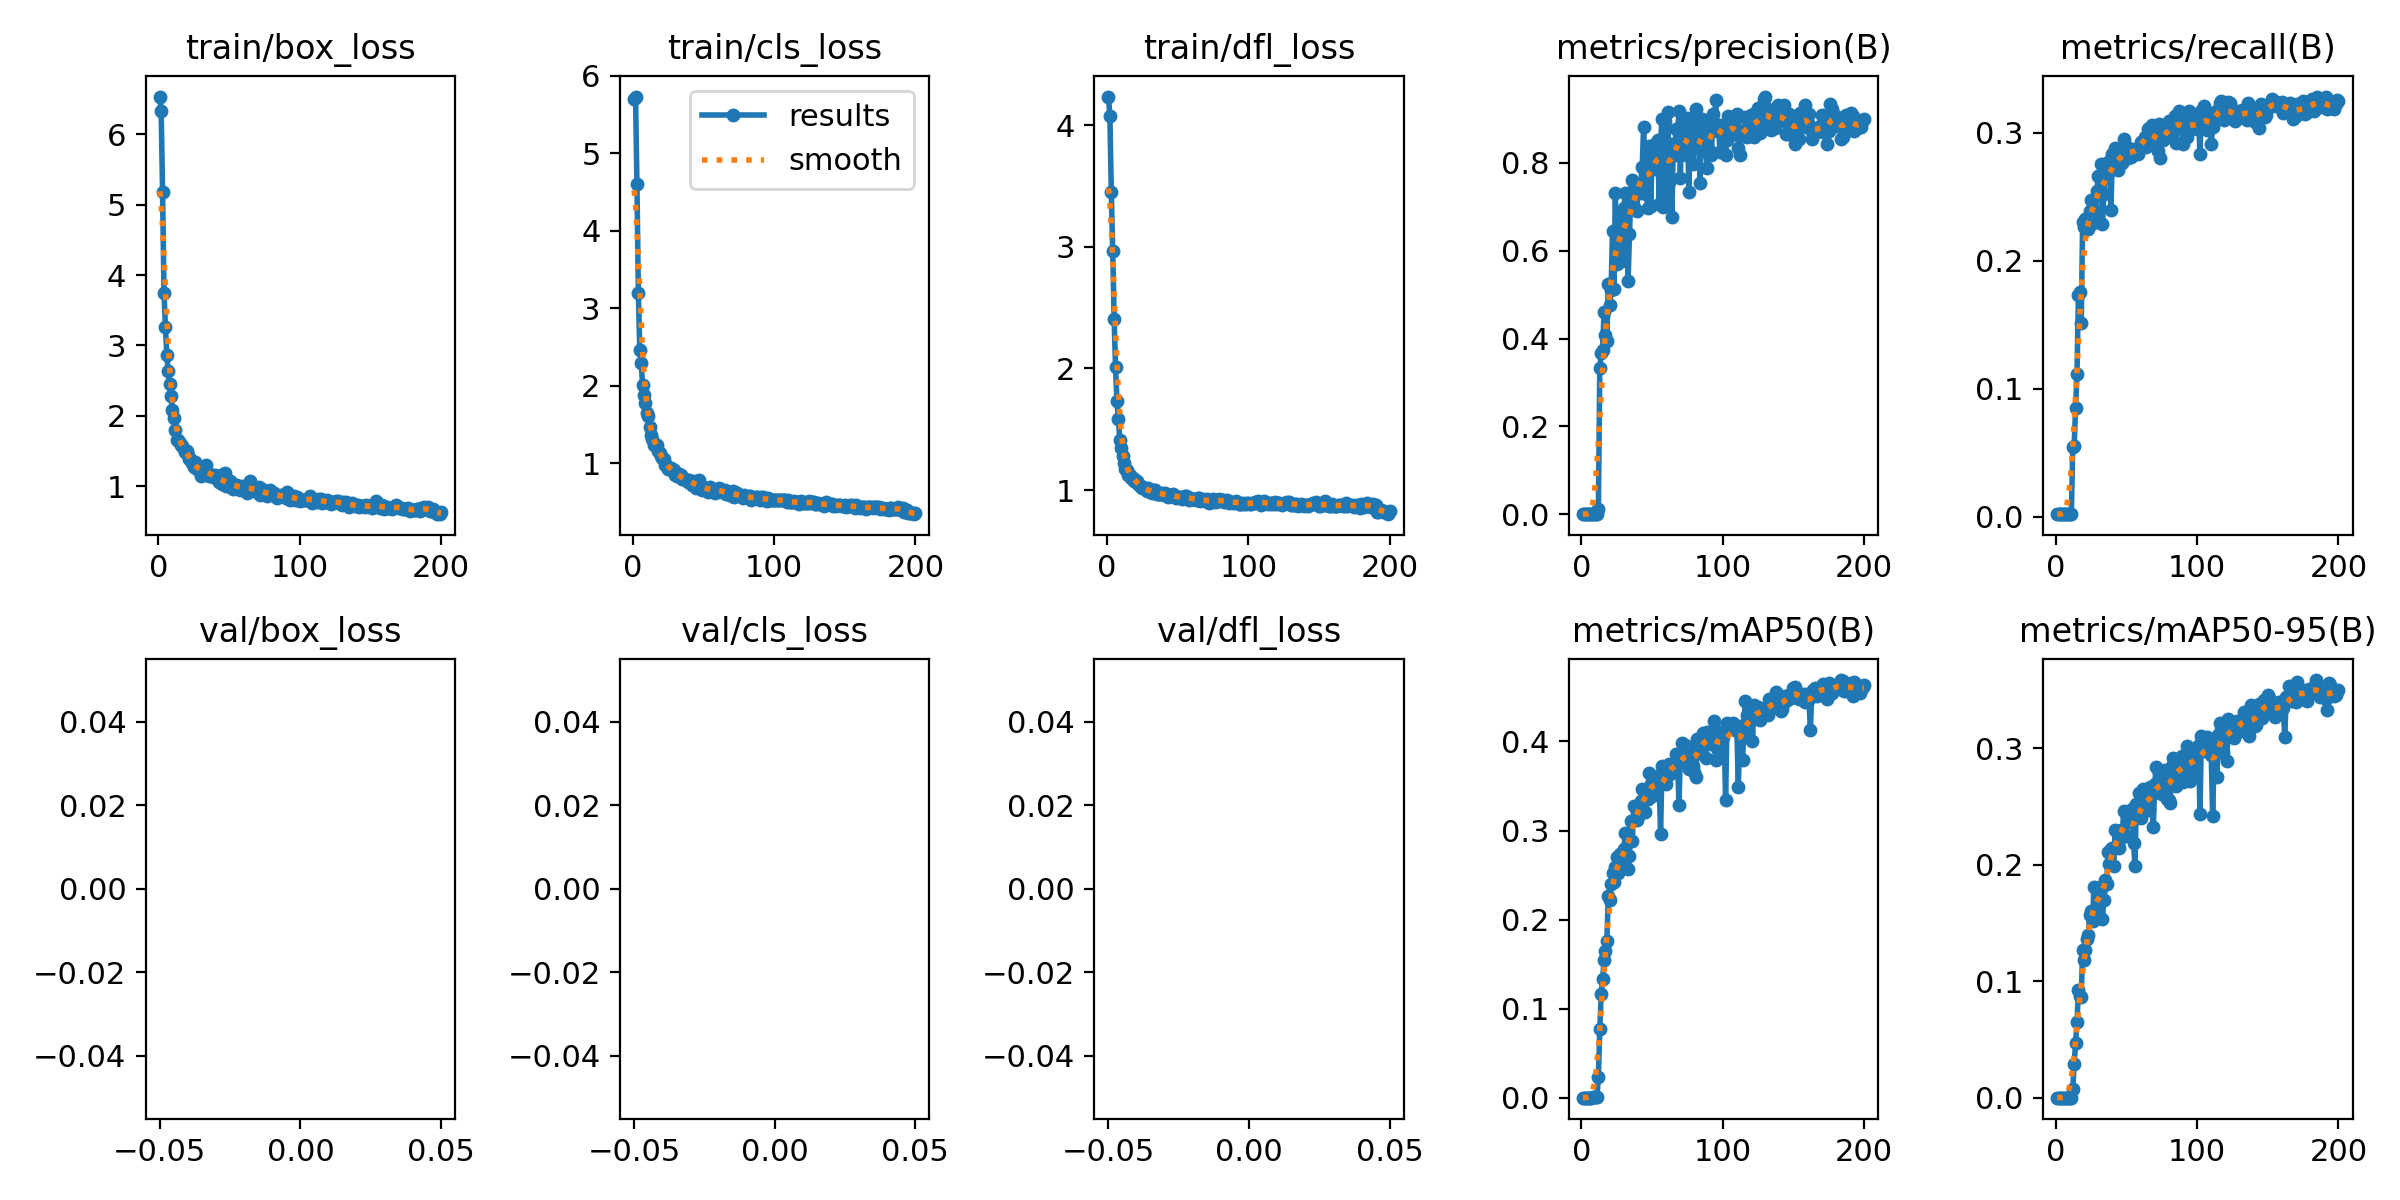 train/box_loss
train/cls_loss
train/dfl_loss
metrics/precision(B)
metrics/recall(B)
6
5
4
3
2
1
0 100 200
6
5
4
3
2
1
0 100 200
results
smooth
4
3
2
1
0 100 200
0.8
0.6
0.4
0.2
0.0
0 100 200
0.3
0.2
0.1
0.0
0 100 200
val/box_loss
val/cls_loss
val/dfl_loss
metrics/mAP50(B)
metrics/mAP50-95(B)
0.04
0.02
0.00
−0.02
−0.04
−0.05 0.00 0.05
0.04
0.02
0.00
−0.02
−0.04
−0.05 0.00 0.05
0.04
0.02
0.00
−0.02
−0.04
−0.05 0.00 0.05
0.4
0.3
0.2
0.1
0.0
0 100 200
0.3
0.2
0.1
0.0
0 100 200